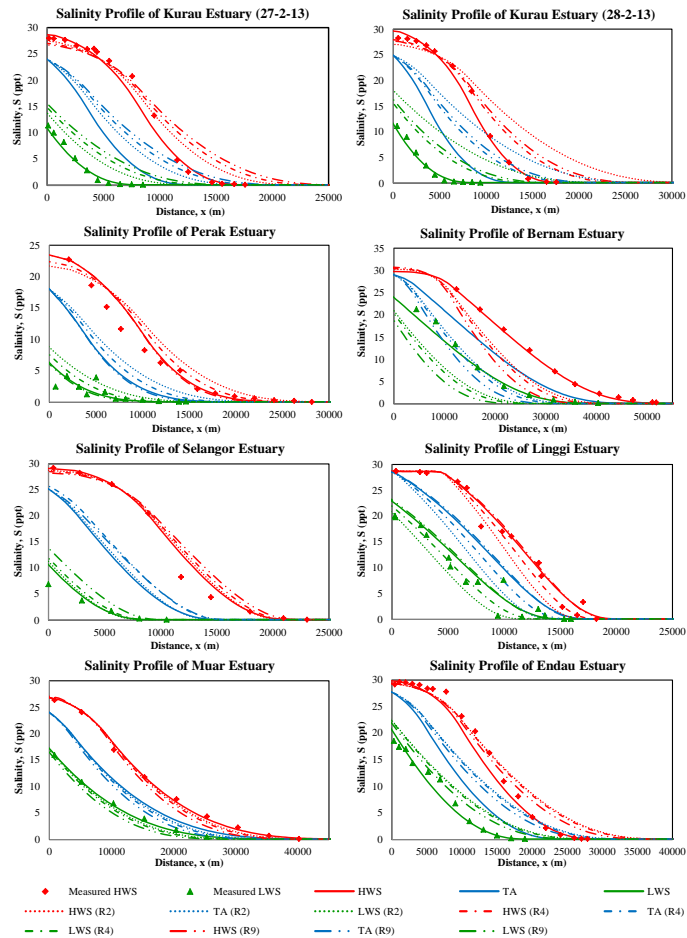 Salinity Profile of Kurau Estuary (27-2-13)
Salinity, S (ppt)
30
25
20
15
10
5
0
0 5000 10000 15000 20000 25000
Distance, x (m)
Salinity Profile of Kurau Estuary (28-2-13)
Salinity, S (ppt)
30
25
20
15
10
5
0
0 5000 10000 15000 20000 25000 30000
Distance, x (m)
Salinity Profile of Perak Estuary
Salinity, S (ppt)
25
20
15
10
5
0
0 5000 10000 15000 20000 25000 30000
Distance, x (m)
Salinity Profile of Bernam Estuary
Salinity, S (ppt)
35
30
25
20
15
10
5
0
0 10000 20000 30000 40000 50000
Distance, x (m)
Salinity Profile of Selangor Estuary
Salinity, S (ppt)
30
25
20
15
10
5
0
0 5000 10000 15000 20000 25000
Distance, x (m)
Salinity Profile of Linggi Estuary
Salinity, S (ppt)
30
25
20
15
10
5
0
0 5000 10000 15000 20000 25000
Distance, x (m)
Salinity Profile of Muar Estuary
Salinity, S (ppt)
30
25
20
15
10
5
0
0 10000 20000 30000 40000
Distance, x (m)
Salinity Profile of Endau Estuary
Salinity, S (ppt)
30
25
20
15
10
5
0
0 5000 10000 15000 20000 25000 30000 35000 40000
Distance, x (m)
Measured HWS Measured LWS HWS TA LWS
HWS (R2) TA (R2) LWS (R2) HWS (R4) TA (R4)
LWS (R4) HWS (R9) TA (R9) LWS (R9)